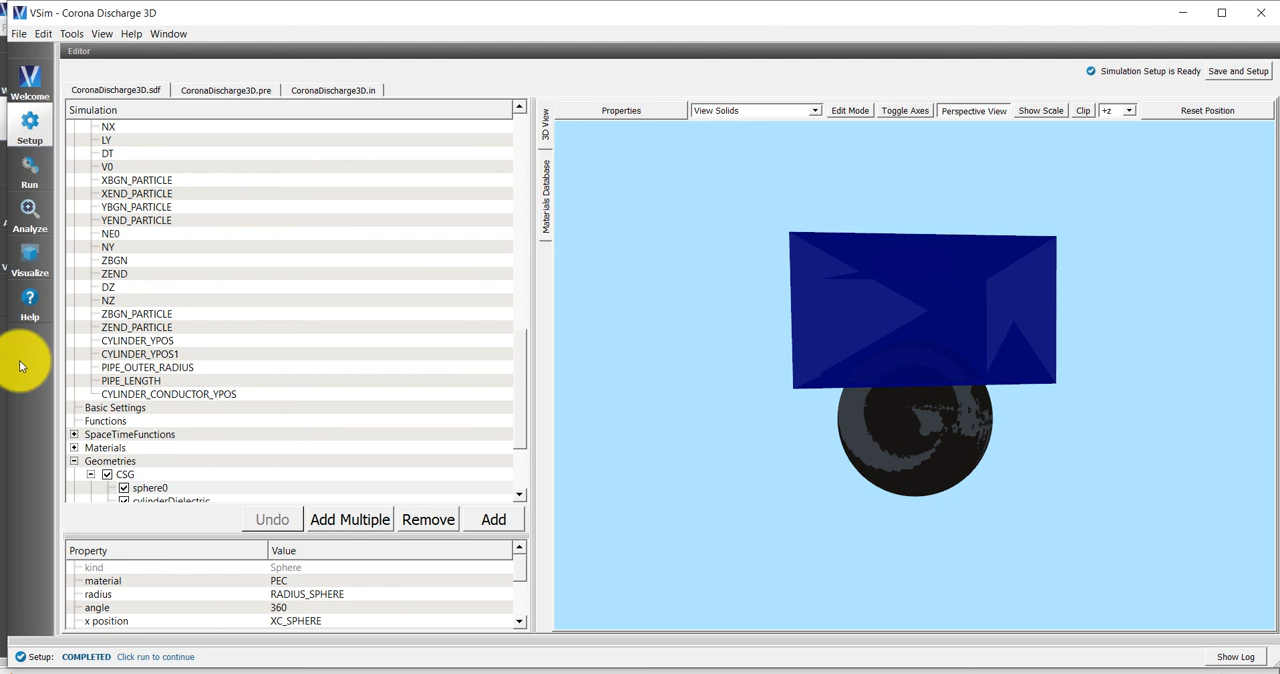 VSim - Corona Discharge 3D
File Edit Tools View Help Window
Editor
Simulation Setup is Ready Save and Setup
Welcome
Setup
Run
Analyze
Visualize
Help
CoronaDischarge3D.sdf CoronaDischarge3D.pre CoronaDischarge3D.in
Simulation
NX
LY
DT
V0
XBGN_PARTICLE
XEND_PARTICLE
YBGN_PARTICLE
YEND_PARTICLE
NE0
NY
ZBGN
ZEND
DZ
NZ
ZBGN_PARTICLE
ZEND_PARTICLE
CYLINDER_YPOS
CYLINDER_YPOS1
PIPE_OUTER_RADIUS
PIPE_LENGTH
CYLINDER_CONDUCTOR_YPOS
Basic Settings
Functions
SpaceTimeFunctions
Materials
Geometries
CSG
sphere0
cylinderDielectric
Undo Add Multiple Remove Add
Property Value
kind Sphere
material PEC
radius RADIUS_SPHERE
angle 360
x position XC_SPHERE
3D View
Materials Database
Properties View Solids Edit Mode Toggle Axes Perspective View Show Scale Clip +z Reset Position
Setup: COMPLETED Click run to continue
Show Log